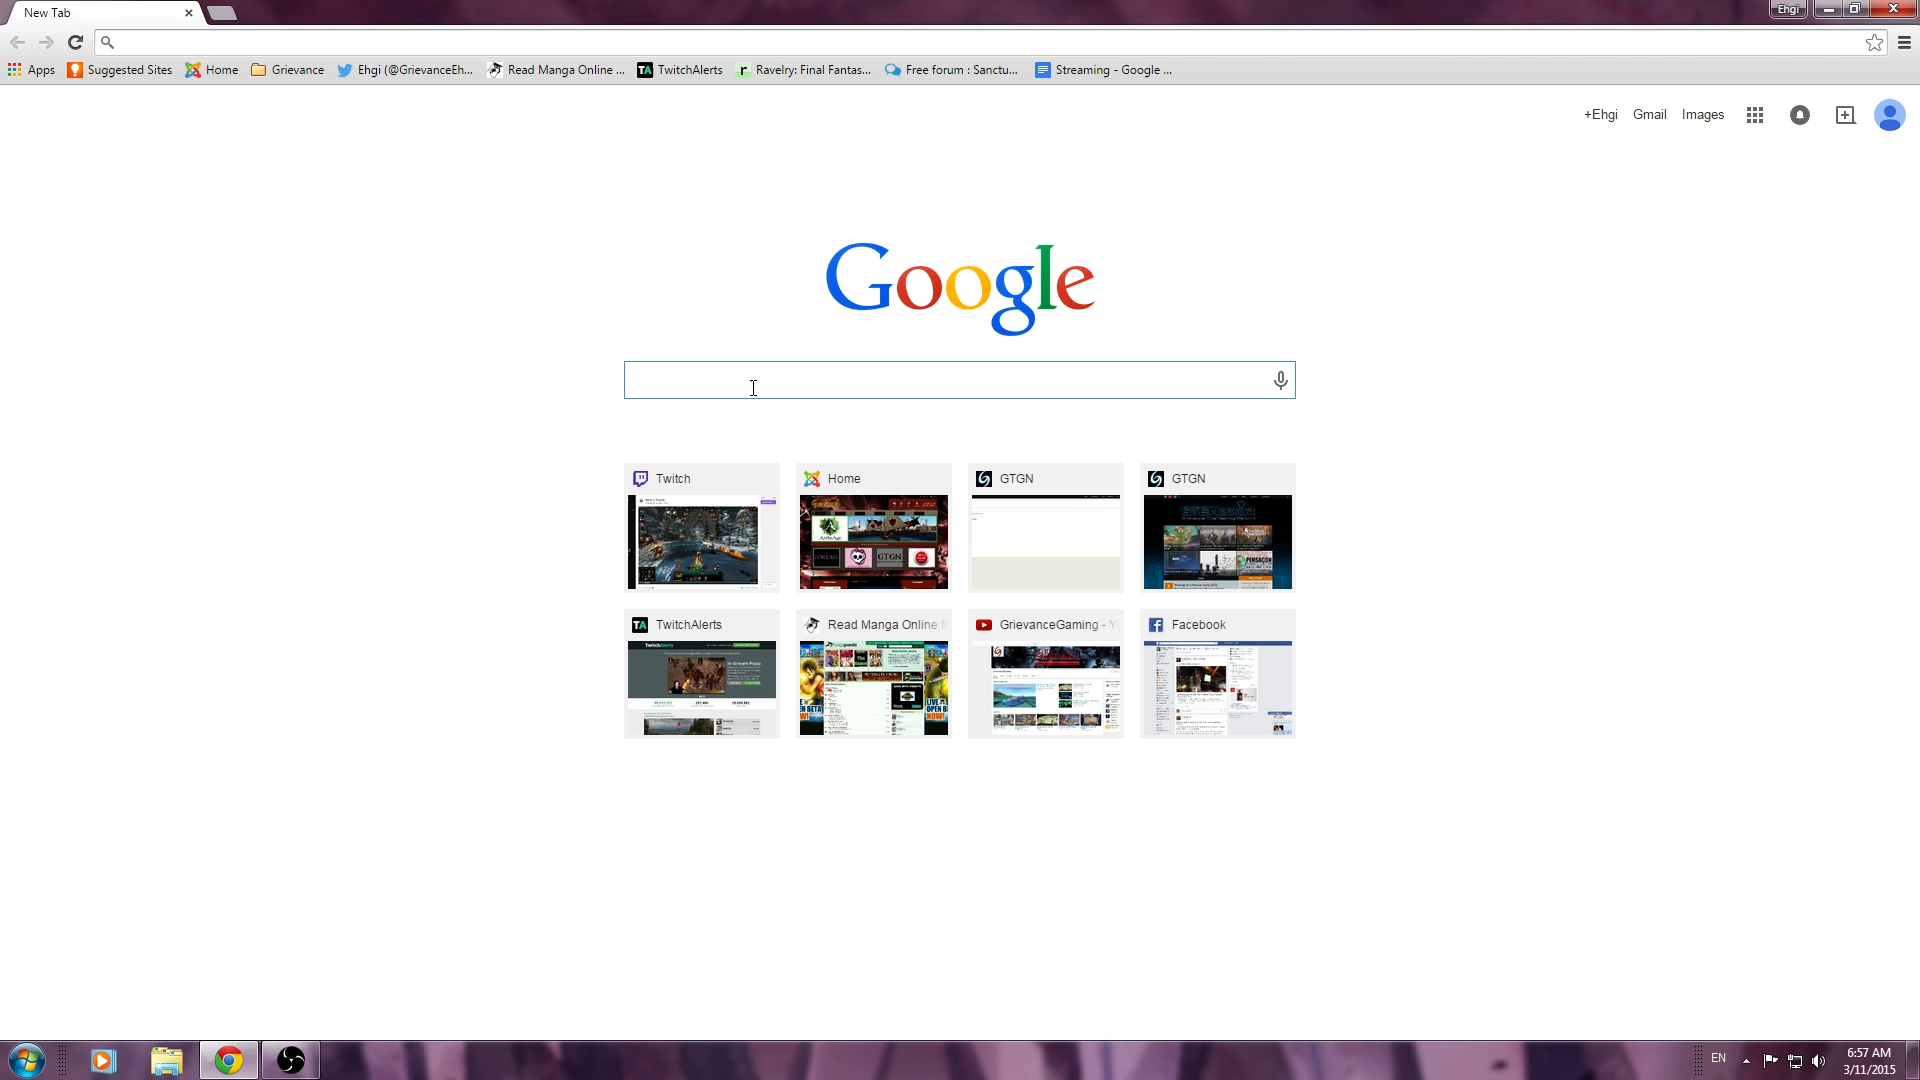 New Tab
Ehgi
Apps Suggested Sites Home Grievance Ehgi (@GrievanceEh... Read Manga Online ... TwitchAlerts Ravelry: Final Fantas... Free forum : Sanctu... Streaming - Google ...
+Ehgi Gmail Images
Google
Twitch Home GTGN GTGN
TwitchAlerts Read Manga Online GrievanceGaming - Facebook
EN 6:57 AM
3/11/2015